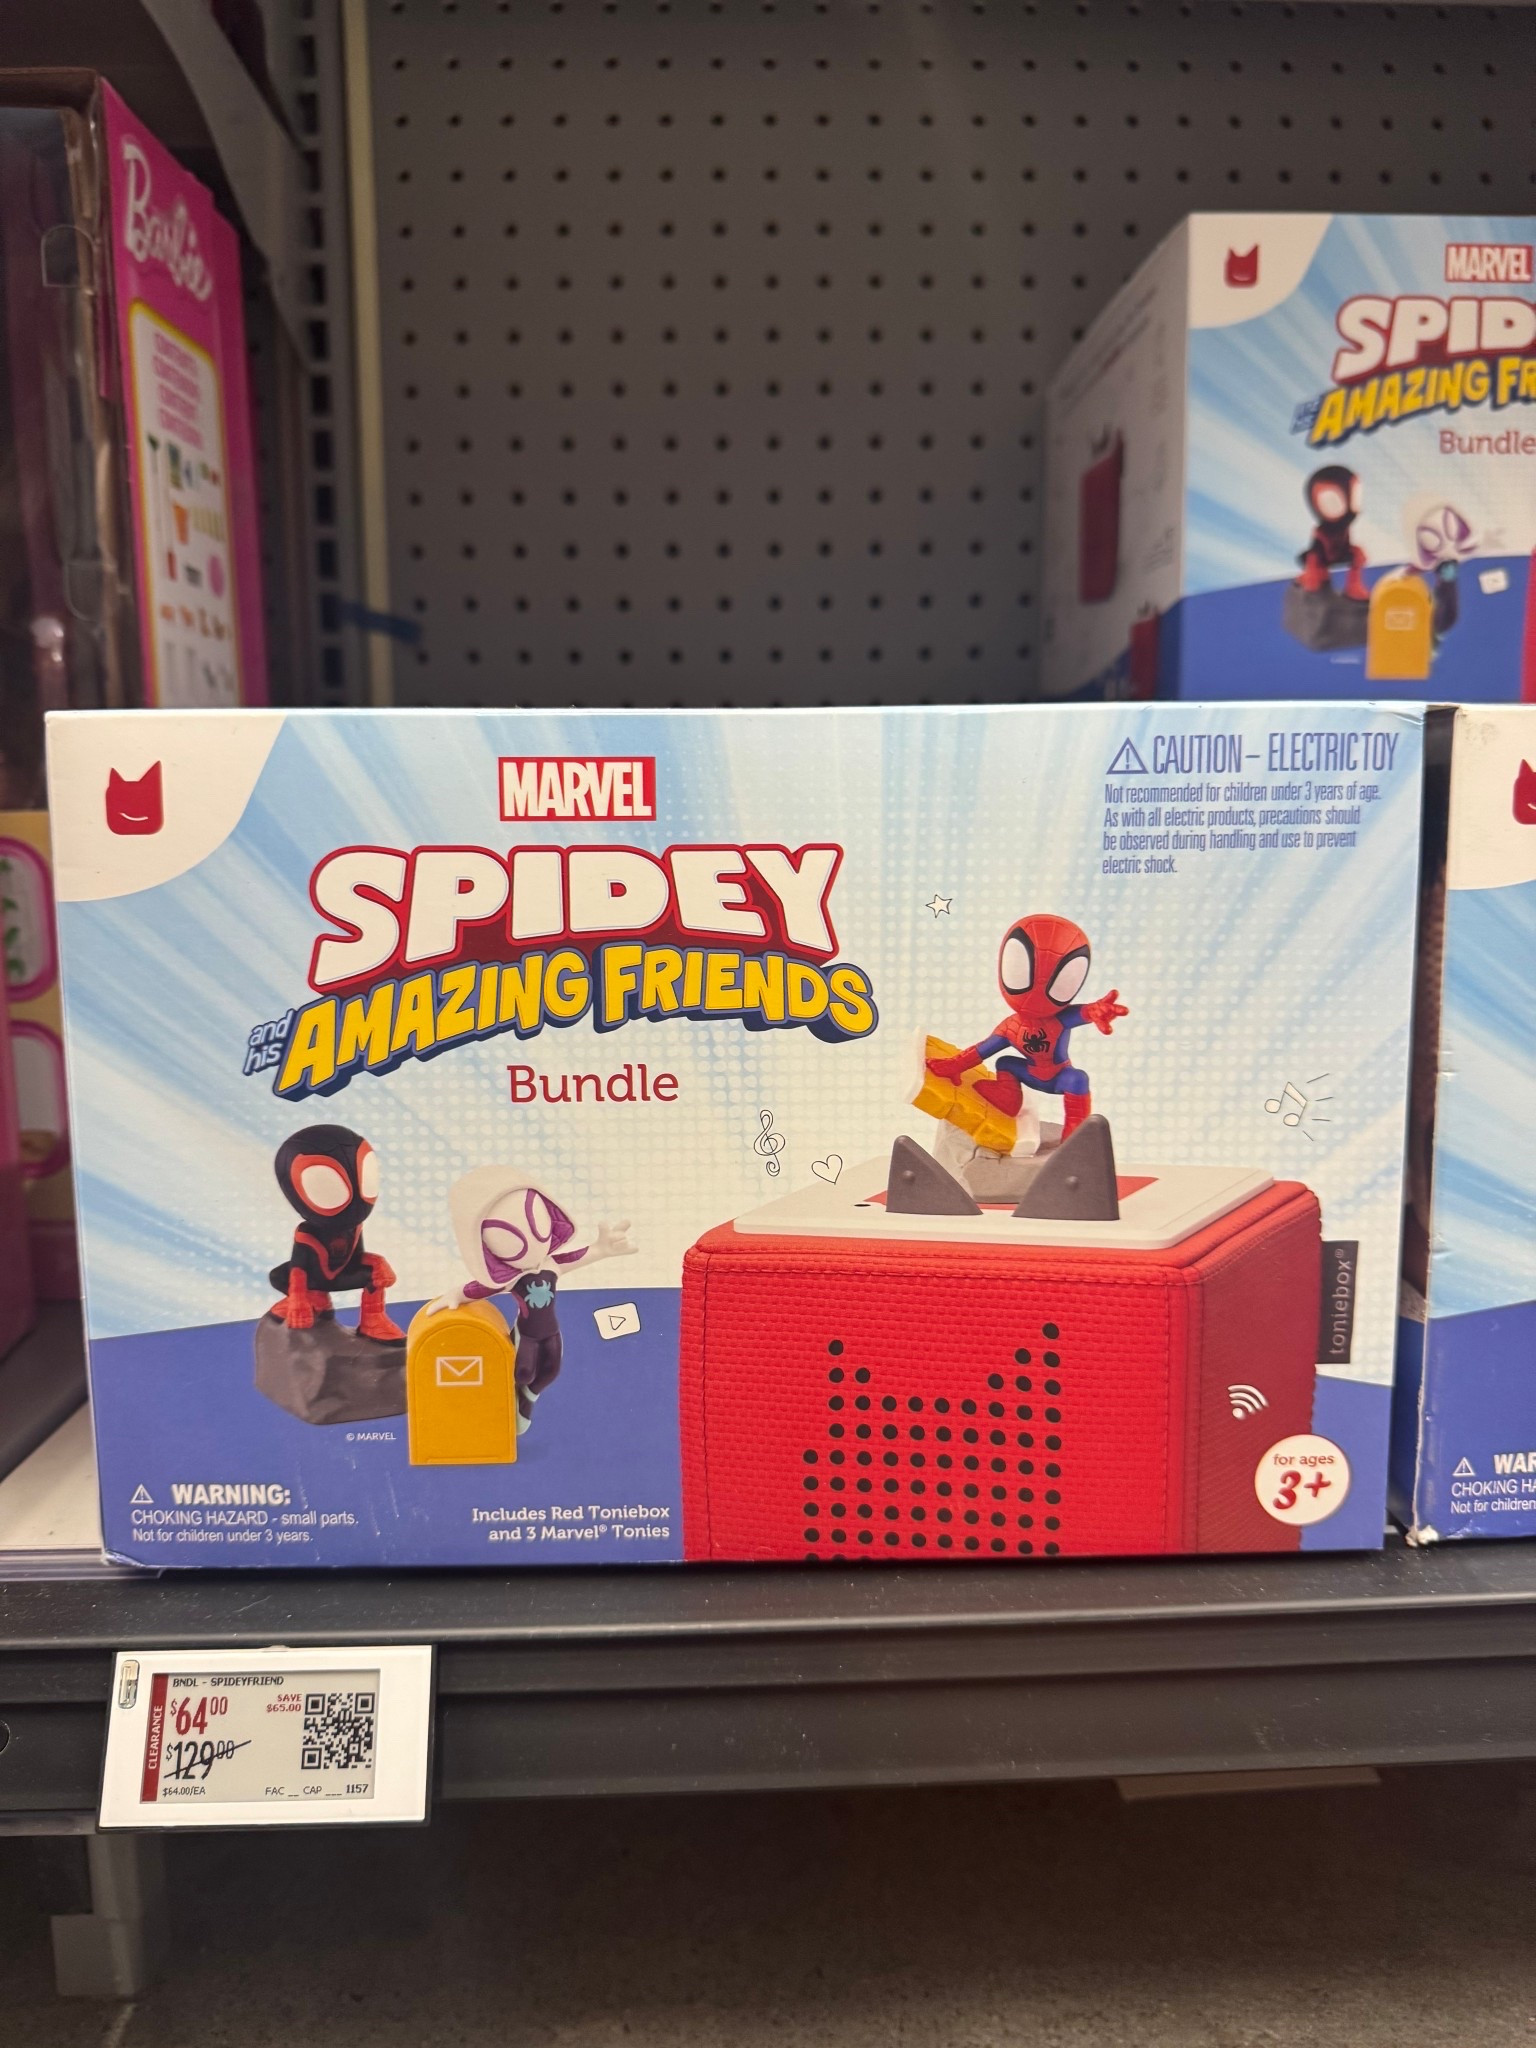 Barbie
MARVEL
SPID
AMAZING FR
Bundle
MARVEL
SPIDEY
and his AMAZING FRIENDS
Bundle
⚠ CAUTION – ELECTRIC TOY
Not recommended for children under 3 years of age.
As with all electric products, precautions should
be observed during handling and use to prevent
electric shock.
toniebox®
© MARVEL
⚠ WARNING:
CHOKING HAZARD - small parts.
Not for children under 3 years.
Includes Red Toniebox
and 3 Marvel® Tonies
for ages
3+
⚠ WAR
CHOKING HA
Not for children
CLEARANCE
BNDL - SPIDEYFRIEND
$64.00
SAVE
$65.00
$129.00
$64.00/EA
FAC __ CAP ___ 1157